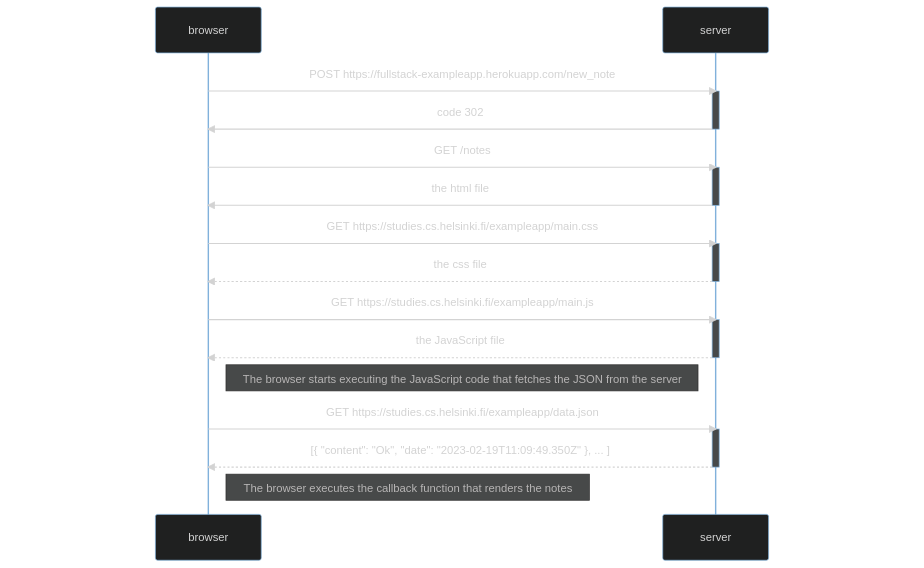 browser
server
POST https://fullstack-exampleapp.herokuapp.com/new_note
code 302
GET /notes
the html file
GET https://studies.cs.helsinki.fi/exampleapp/main.css
the css file
GET https://studies.cs.helsinki.fi/exampleapp/main.js
the JavaScript file
The browser starts executing the JavaScript code that fetches the JSON from the server
GET https://studies.cs.helsinki.fi/exampleapp/data.json
[{ "content": "Ok", "date": "2023-02-19T11:09:49.350Z" }, ... ]
The browser executes the callback function that renders the notes
browser
server